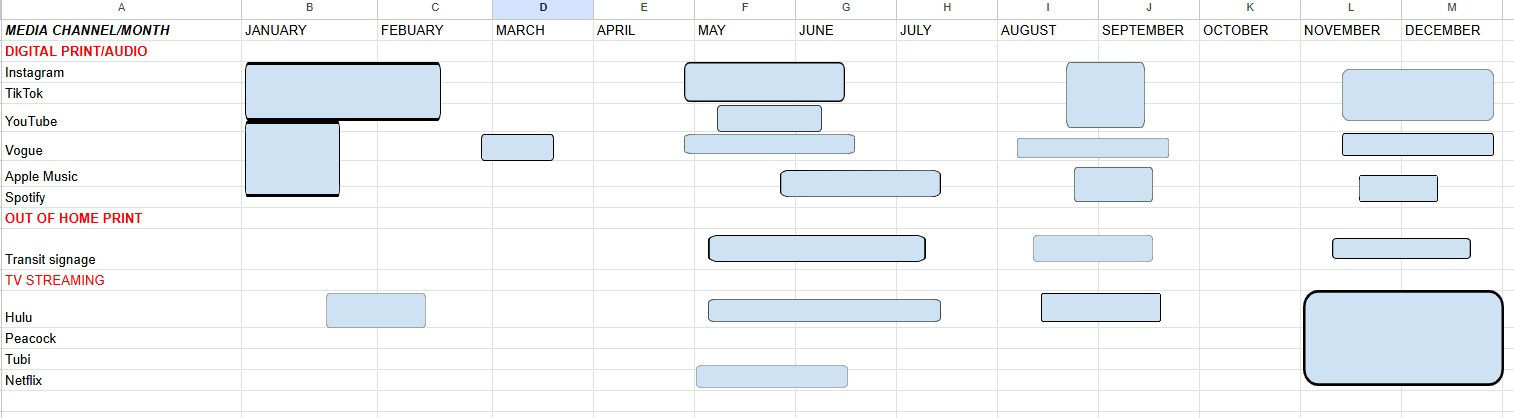 A B C D E F G H I J K L M
MEDIA CHANNEL/MONTH JANUARY FEBUARY MARCH APRIL MAY JUNE JULY AUGUST SEPTEMBER OCTOBER NOVEMBER DECEMBER
DIGITAL PRINT/AUDIO
Instagram
TikTok
YouTube
Vogue
Apple Music
Spotify
OUT OF HOME PRINT
Transit signage
TV STREAMING
Hulu
Peacock
Tubi
Netflix